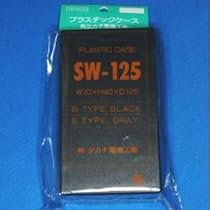 TAKACHI
プラスチックケース
PLASTIC CASE
SW-125
W70×H40×D125
B TYPE.BLACK
S TYPE.GRAY
タカチ電機工業